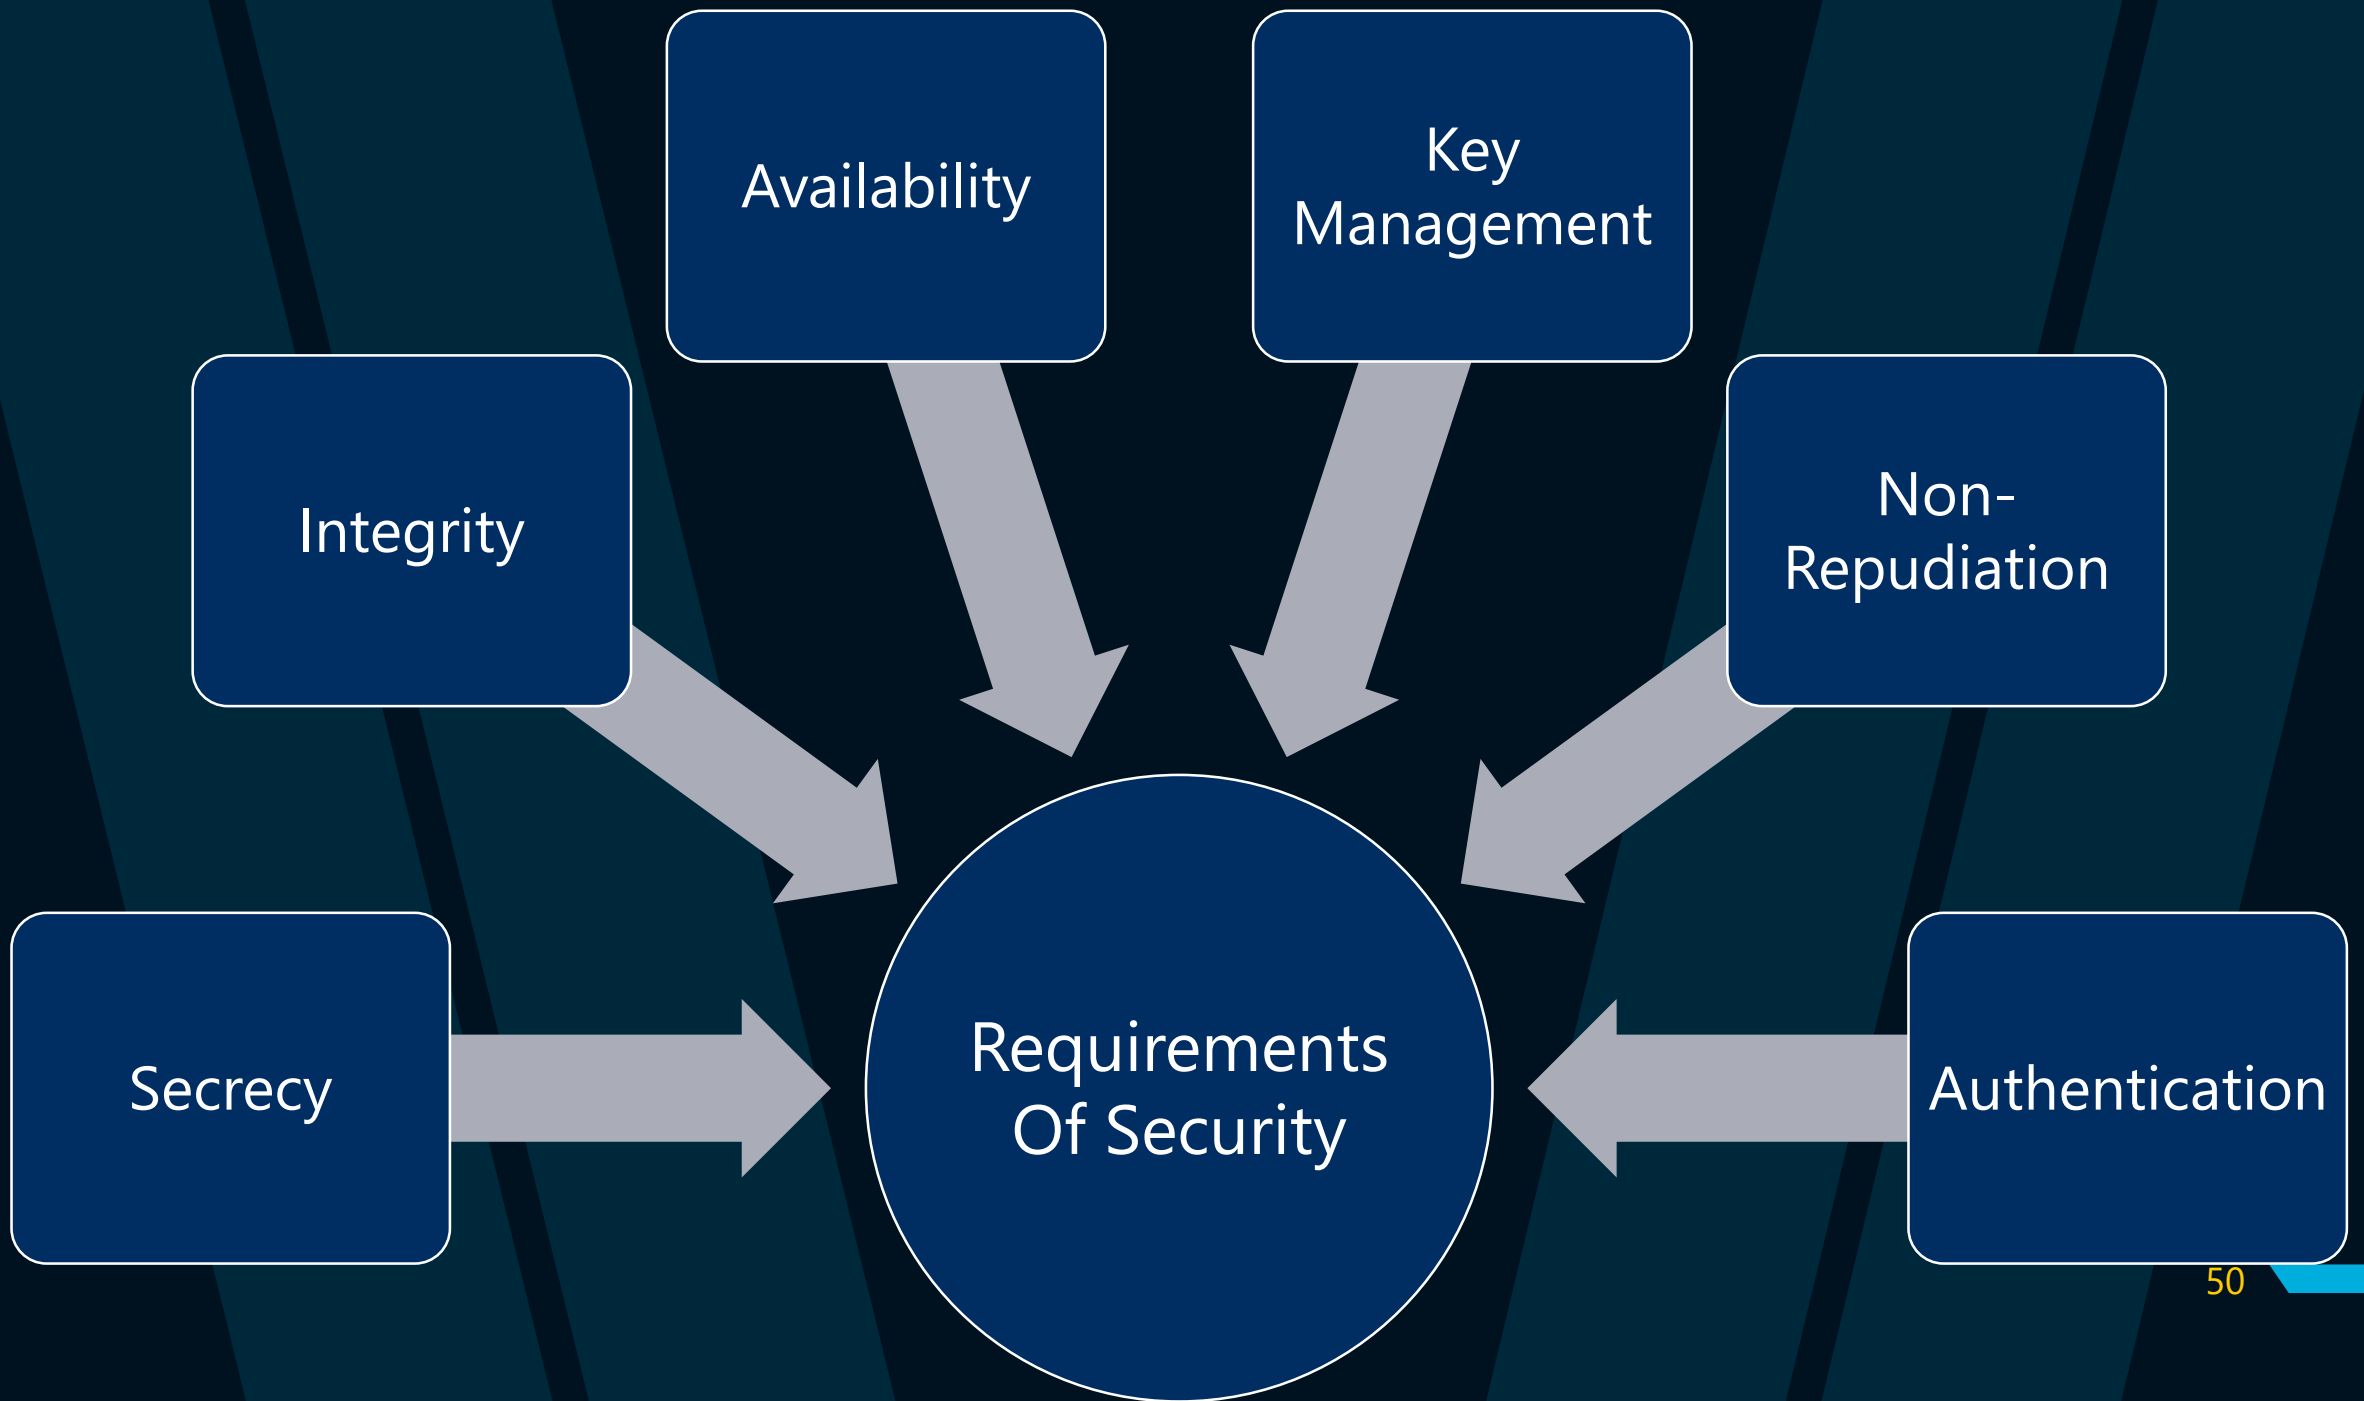 Availability
Key
Management
Integrity
Non-
Repudiation
Secrecy
Requirements
Of Security
Authentication
50